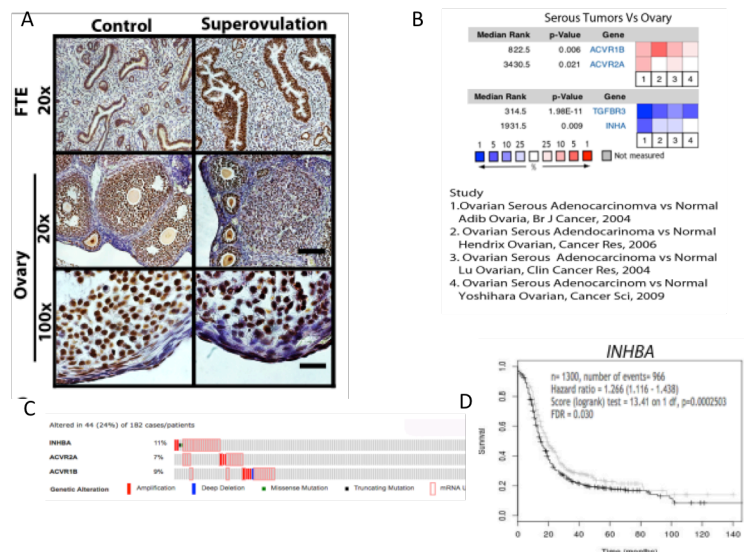 A
Control
Superovulation
FTE
20x
Ovary
20x
100x
B
Serous Tumors Vs Ovary
Median Rank p-Value Gene
822.5 0.006 ACVR1B
3430.5 0.021 ACVR2A
1 2 3 4
Median Rank p-Value Gene
314.5 1.98E-11 TGFBR3
1931.5 0.009 INHA
1 2 3 4
1 5 10 25 25 10 5 1
%
Not measured
Study
1.Ovarian Serous Adenocarcinomva vs Normal
Adib Ovaria, Br J Cancer, 2004
2. Ovarian Serous Adendocarinoma vs Normal
Hendrix Ovarian, Cancer Res, 2006
3. Ovarian Serous Adenocarcinoma vs Normal
Lu Ovarian, Clin Cancer Res, 2004
4. Ovarian Serous Adenocarcinom vs Normal
Yoshihara Ovarian, Cancer Sci, 2009
C
Altered in 44 (24%) of 182 cases/patients
INHBA 11%
ACVR2A 7%
ACVR1B 9%
Genetic Alteration Amplification Deep Deletion Missense Mutation Truncating Mutation mRNA U
D
INHBA
n= 1300, number of events= 966
Hazard ratio = 1.266 (1.116 - 1.438)
Score (logrank) test = 13.41 on 1 df, p=0.0002503
FDR = 0.030
Survival
1.0
0.8
0.6
0.4
0.2
0.0
0 20 40 60 80 100 140
Time (months)